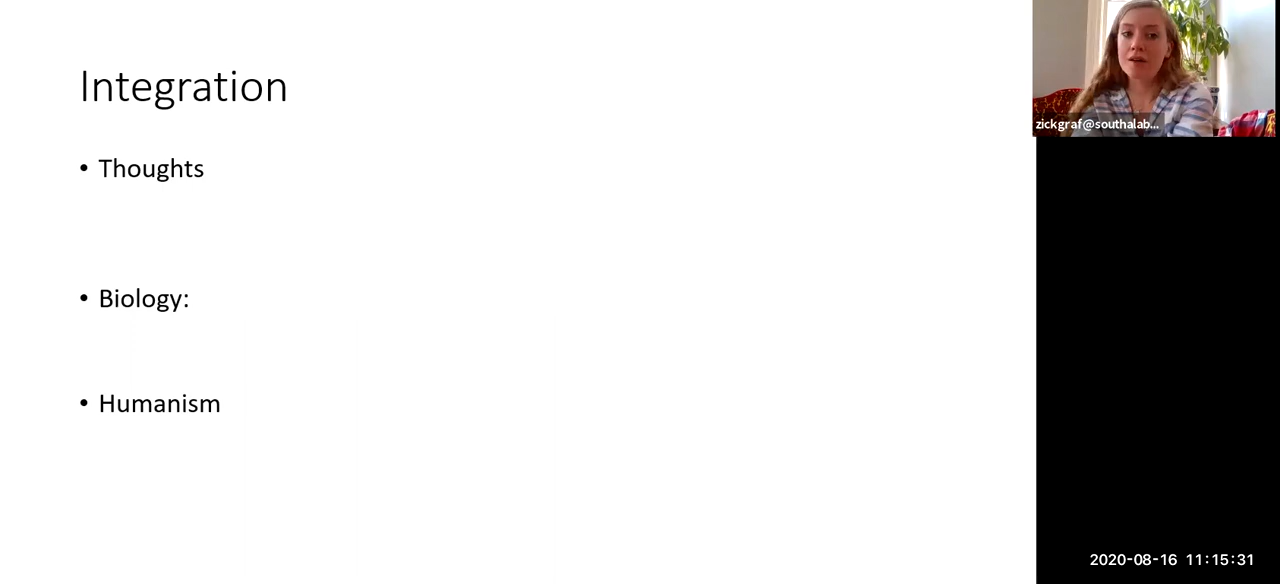 Integration
• Thoughts
• Biology:
• Humanism
zickgraf@southalab...
2020-08-16 11:15:31